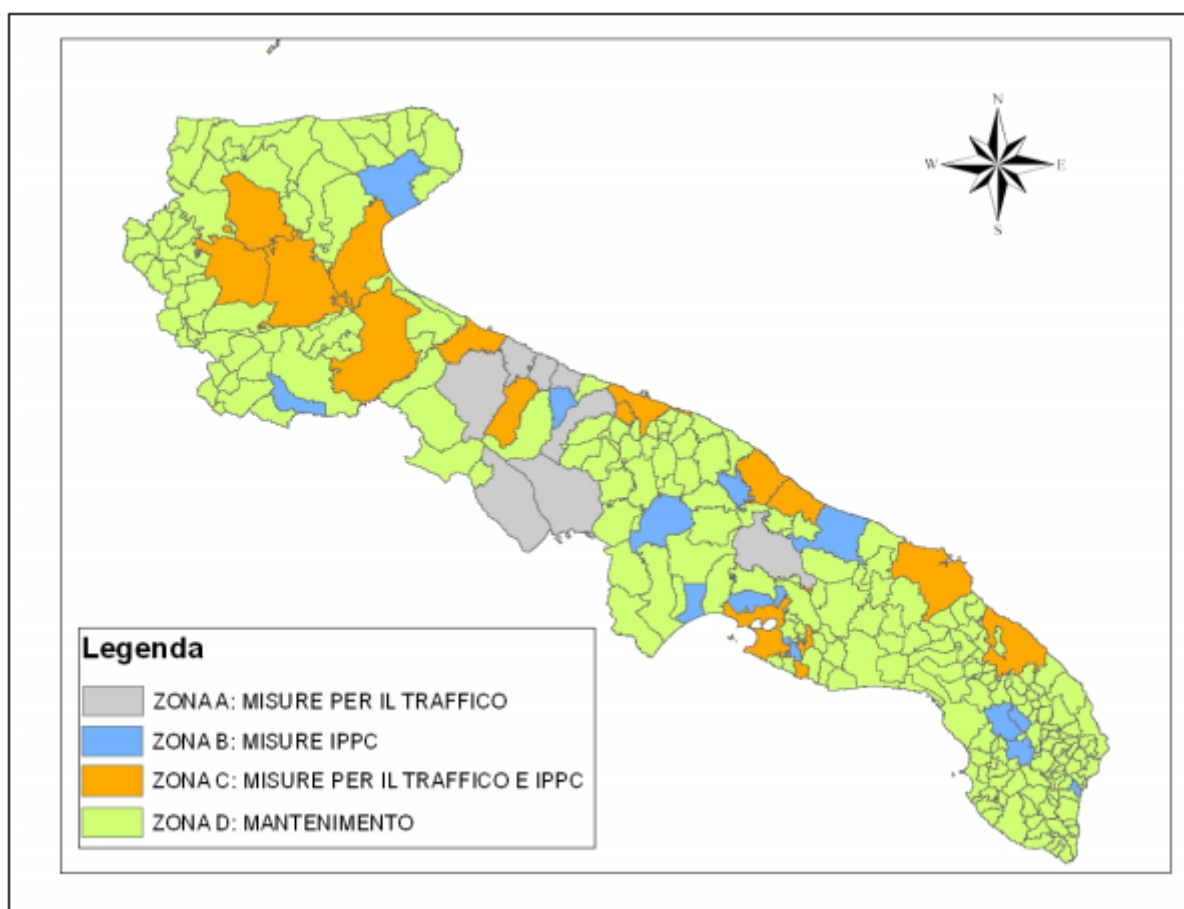 N
W
E
S
Legenda
ZONA A: MISURE PER IL TRAFFICO
ZONA B: MISURE IPPC
ZONA C: MISURE PER IL TRAFFICO E IPPC
ZONA D: MANTENIMENTO